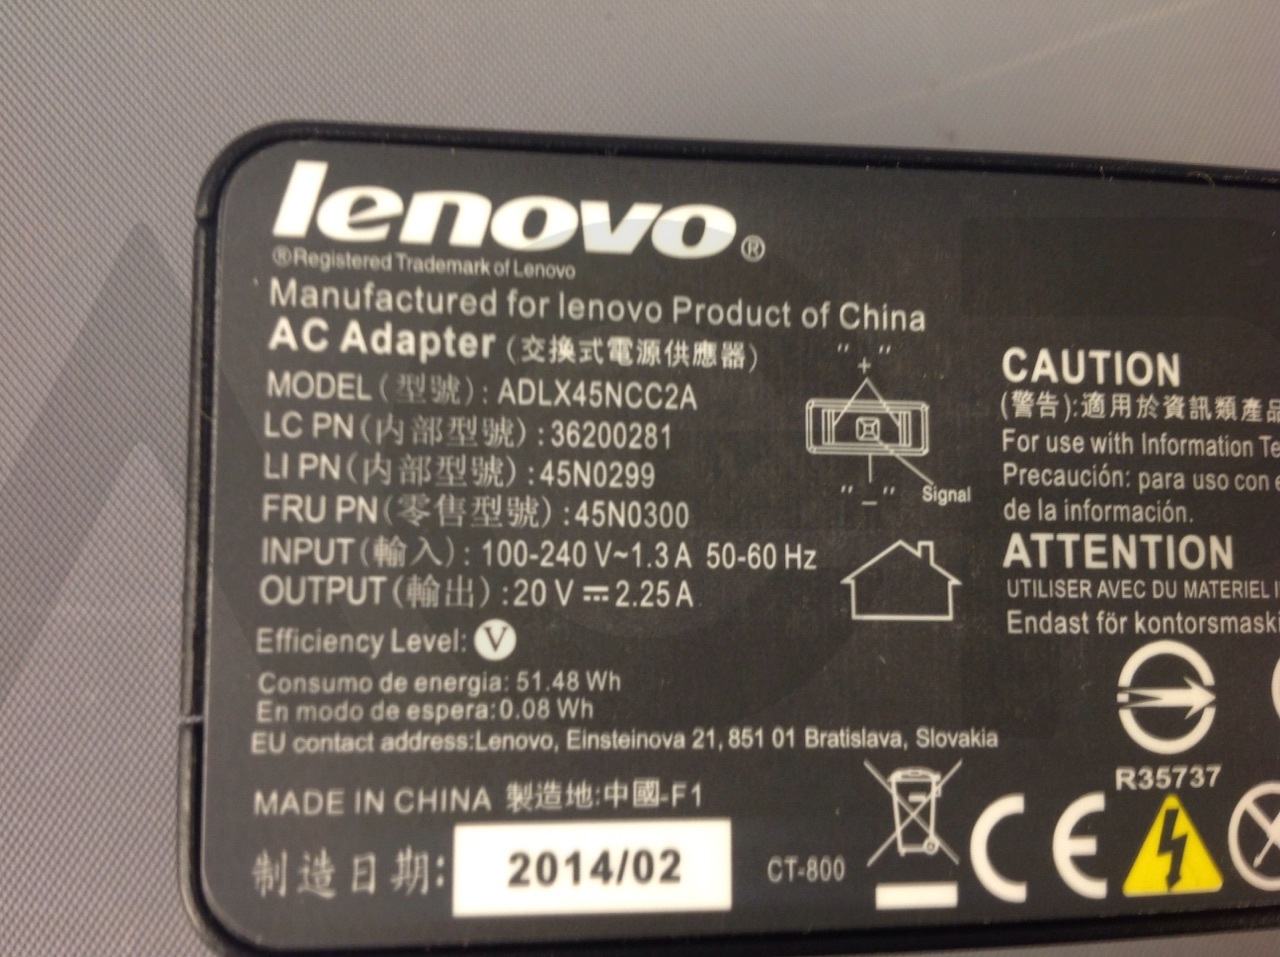 lenovo®
®Registered Trademark of Lenovo
Manufactured for lenovo Product of China
AC Adapter (交換式電源供應器)
MODEL (型號) : ADLX45NCC2A
LC PN (內部型號) : 36200281
LI PN (內部型號) : 45N0299
FRU PN (零售型號) : 45N0300
INPUT (輸入) : 100-240 V~1.3 A 50-60 Hz
OUTPUT (輸出) : 20 V ⎓ 2.25 A
Efficiency Level: V
Consumo de energia: 51.48 Wh
En modo de espera:0.08 Wh
EU contact address:Lenovo, Einsteinova 21, 851 01 Bratislava, Slovakia
MADE IN CHINA 製造地:中國-F1
制造日期: 2014/02
CT-800
"+"
"−"
Signal
CAUTION
(警告):適用於資訊類產品
For use with Information Te
Precaución: para uso con e
de la información.
ATTENTION
UTILISER AVEC DU MATERIEL I
Endast för kontorsmaski
R35737
CE